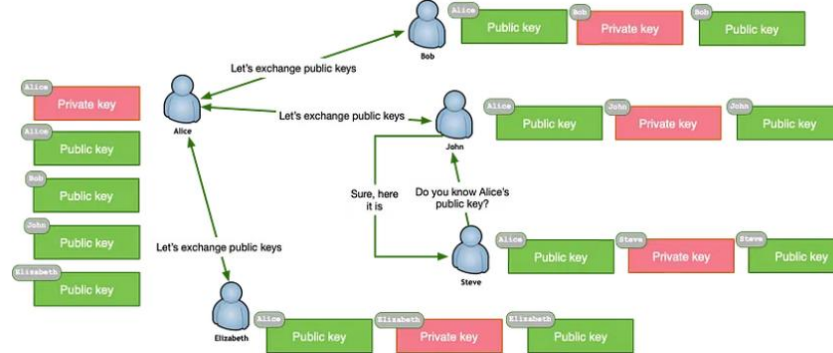 Alice
Public key
Bob
Private key
Bob
Public key
Bob
Let's exchange public keys
Alice
Private key
Alice
Public key
Bob
Public key
John
Public key
Elizabeth
Public key
Alice
Let's exchange public keys
John
Alice
Public key
John
Private key
John
Public key
Sure, here
it is
Do you know Alice's
public key?
Steve
Alice
Public key
Steve
Private key
Steve
Public key
Let's exchange public keys
Elizabeth
Alice
Public key
Elizabeth
Private key
Elizabeth
Public key